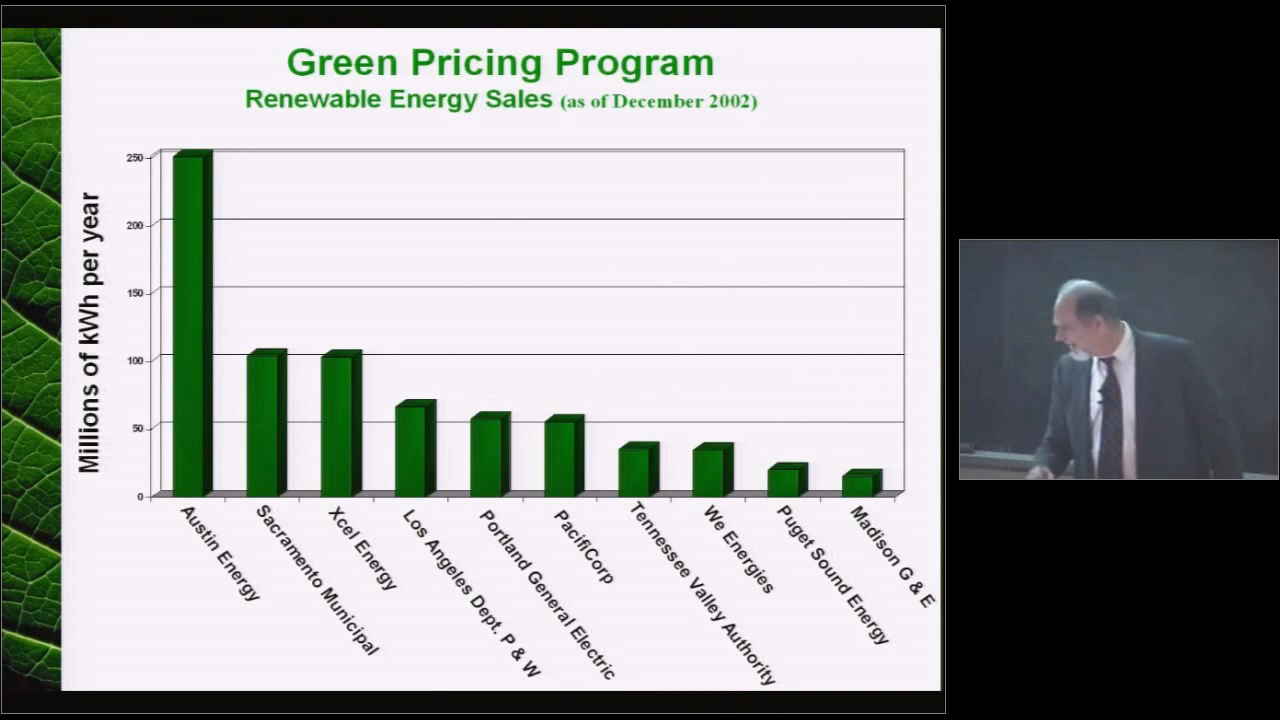 Green Pricing Program
Renewable Energy Sales (as of December 2002)
Millions of kWh per year
250
200
150
100
50
0
Austin Energy
Sacramento Municipal
Xcel Energy
Los Angeles Dept. P & W
Portland General Electric
PacifiCorp
Tennessee Valley Authority
We Energies
Puget Sound Energy
Madison G & E